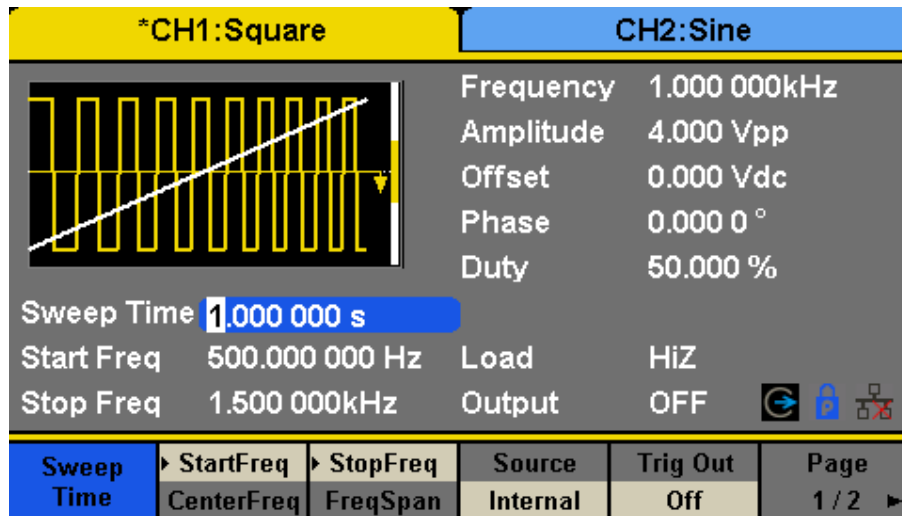 *CH1:Square CH2:Sine
Frequency 1.000 000kHz
Amplitude 4.000 Vpp
Offset 0.000 Vdc
Phase 0.000 0°
Duty 50.000 %
Sweep Time 1.000 000 s
Start Freq 500.000 000 Hz Load HiZ
Stop Freq 1.500 000kHz Output OFF P
Sweep Time
StartFreq
CenterFreq
StopFreq
FreqSpan
Source
Internal
Trig Out
Off
Page
1 / 2